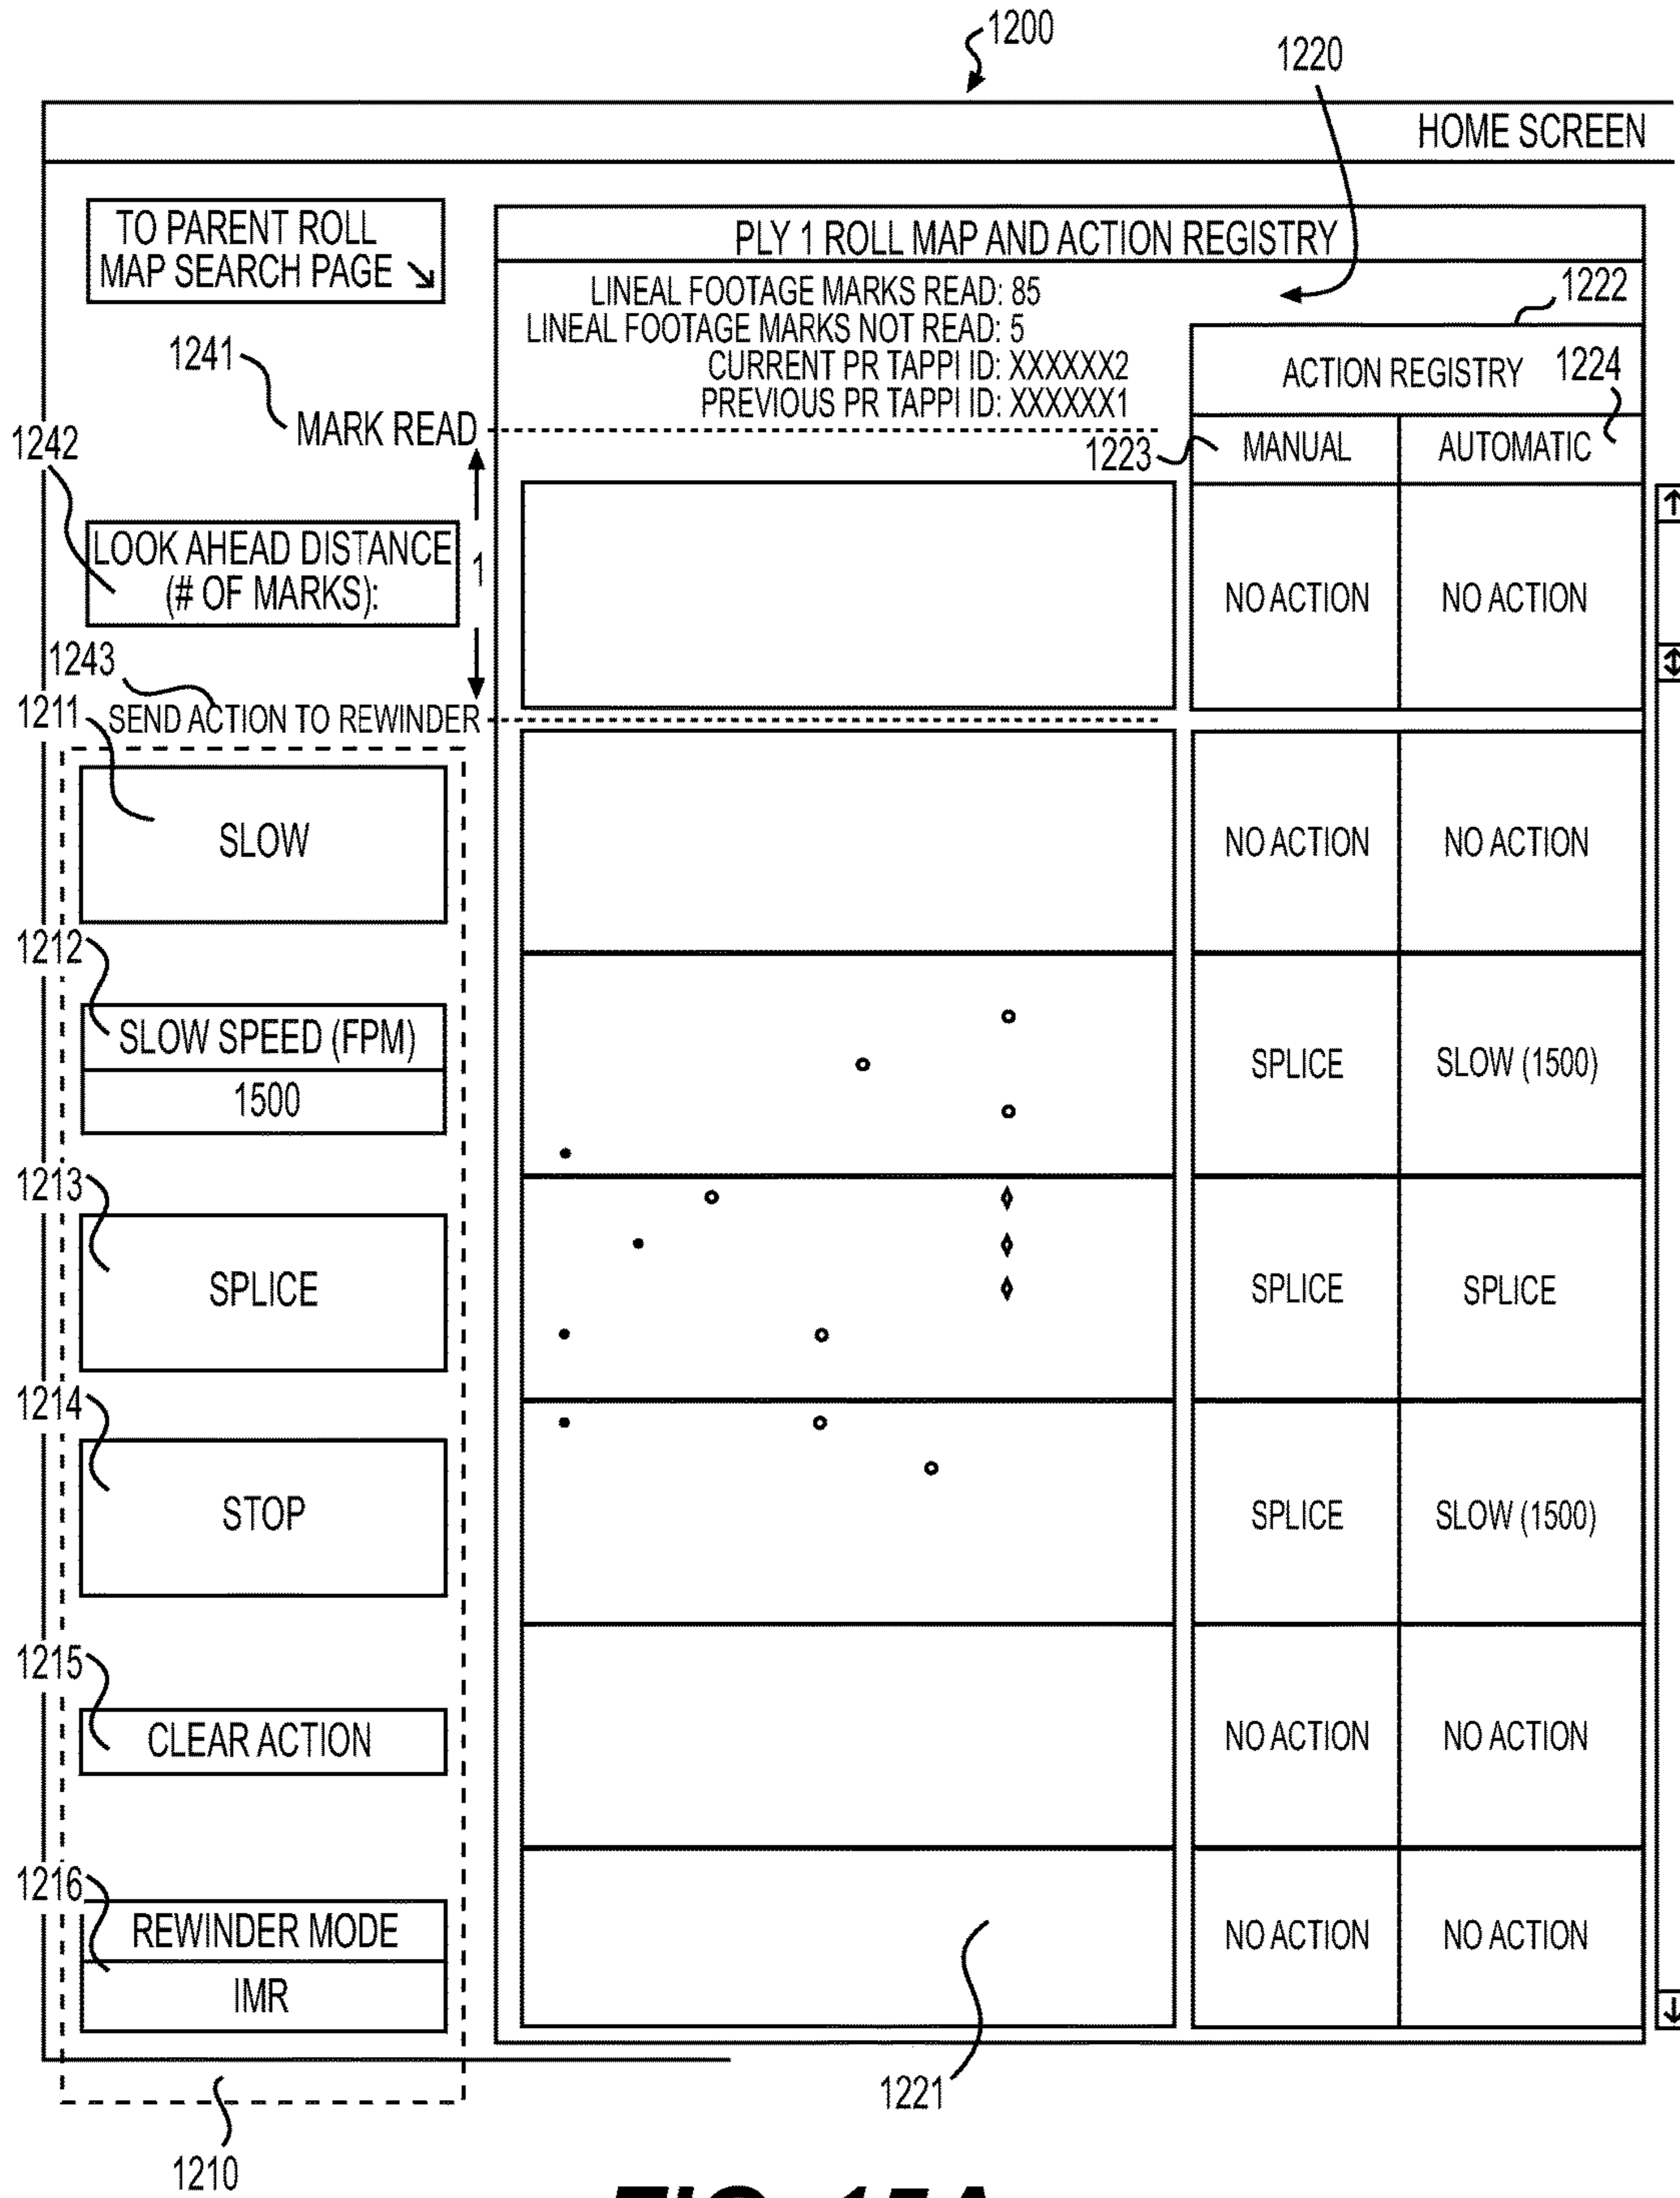 1200
1220
HOME SCREEN
TO PARENT ROLL
MAP SEARCH PAGE ↘
PLY 1 ROLL MAP AND ACTION REGISTRY
LINEAL FOOTAGE MARKS READ: 85
LINEAL FOOTAGE MARKS NOT READ: 5
CURRENT PR TAPPI ID: XXXXXX2
PREVIOUS PR TAPPI ID: XXXXXX1
1222
ACTION REGISTRY
1224
1241
MARK READ
1242
1223
MANUAL
AUTOMATIC
LOOK AHEAD DISTANCE
(# OF MARKS):
1
NO ACTION
NO ACTION
1243
1211
SEND ACTION TO REWINDER
SLOW
NO ACTION
NO ACTION
1212
SLOW SPEED (FPM)
1500
SPLICE
SLOW (1500)
1213
SPLICE
SPLICE
SPLICE
1214
STOP
SPLICE
SLOW (1500)
1215
CLEAR ACTION
NO ACTION
NO ACTION
1216
REWINDER MODE
IMR
NO ACTION
NO ACTION
1221
1210
FIG. 15A